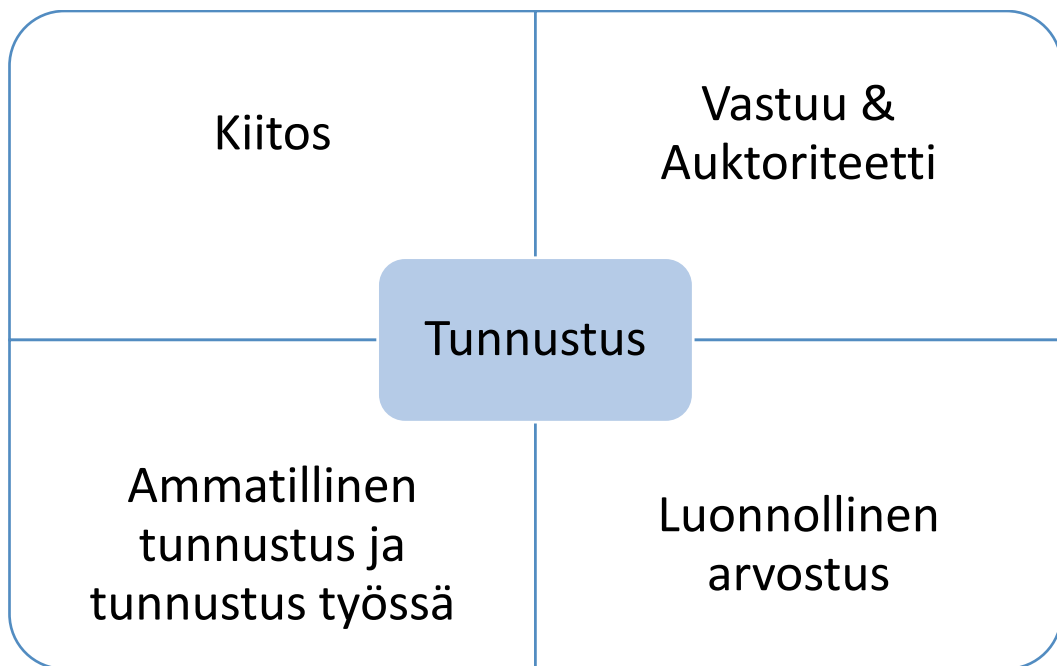 Kiitos
Vastuu &
Auktoriteetti
Tunnustus
Ammatillinen
tunnustus ja
tunnustus työssä
Luonnollinen
arvostus